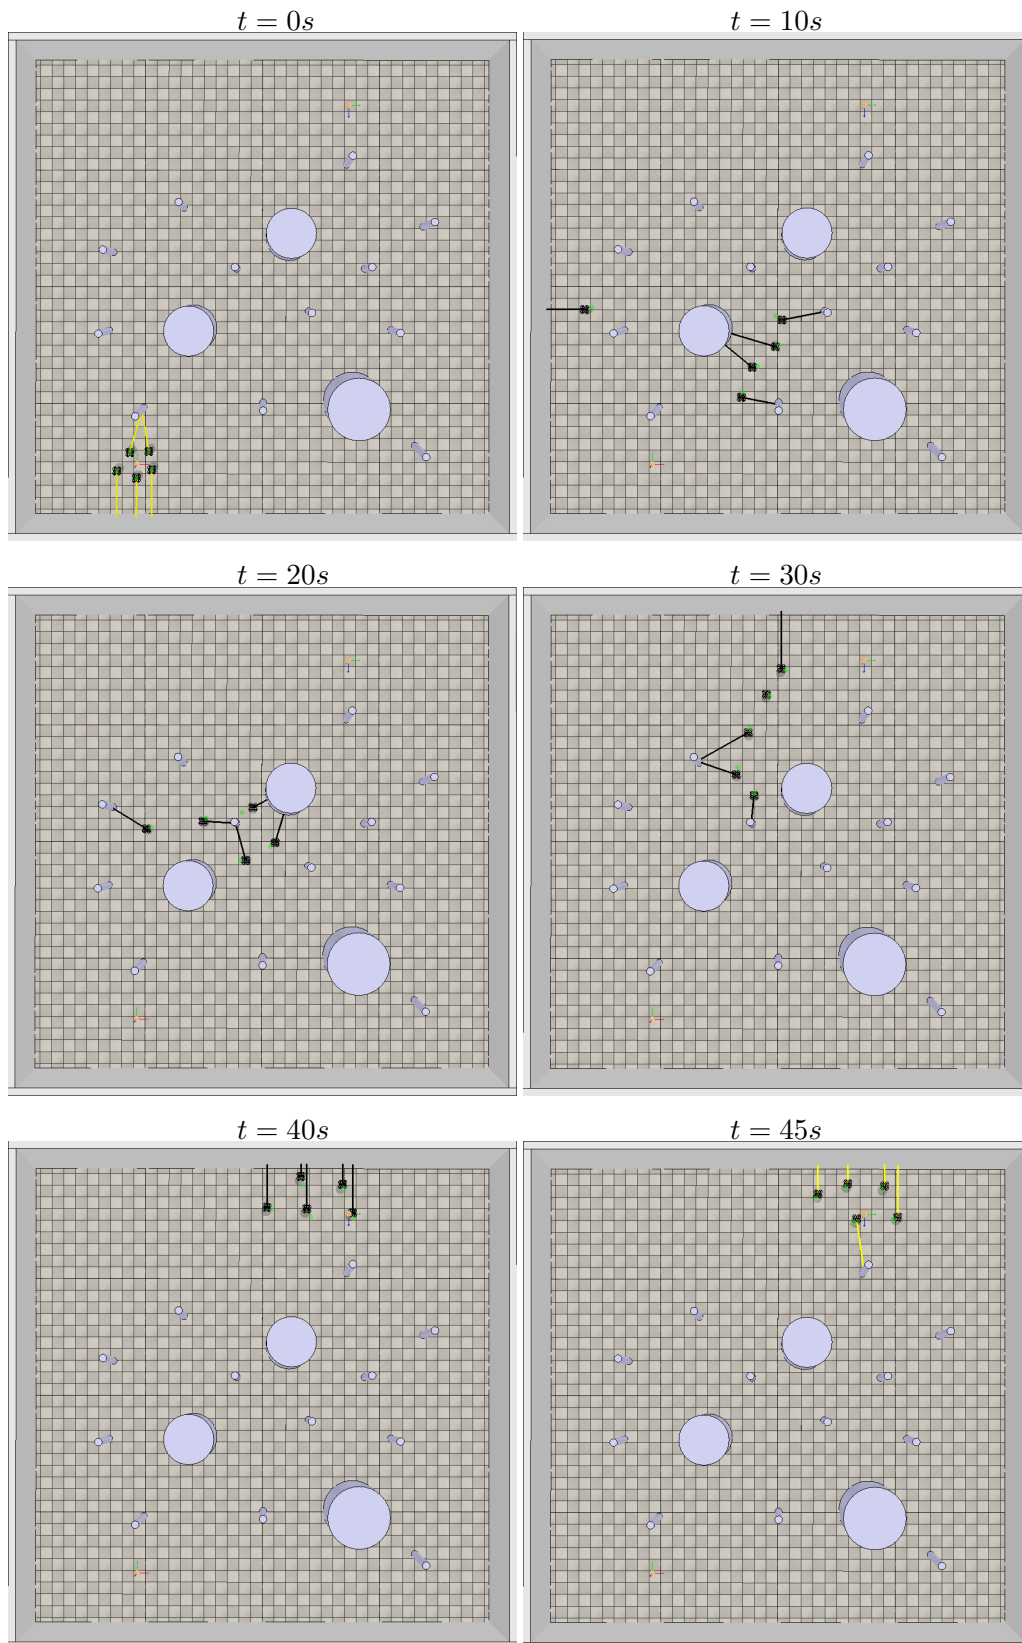 t = 0s
t = 10s
t = 20s
t = 30s
t = 40s
t = 45s